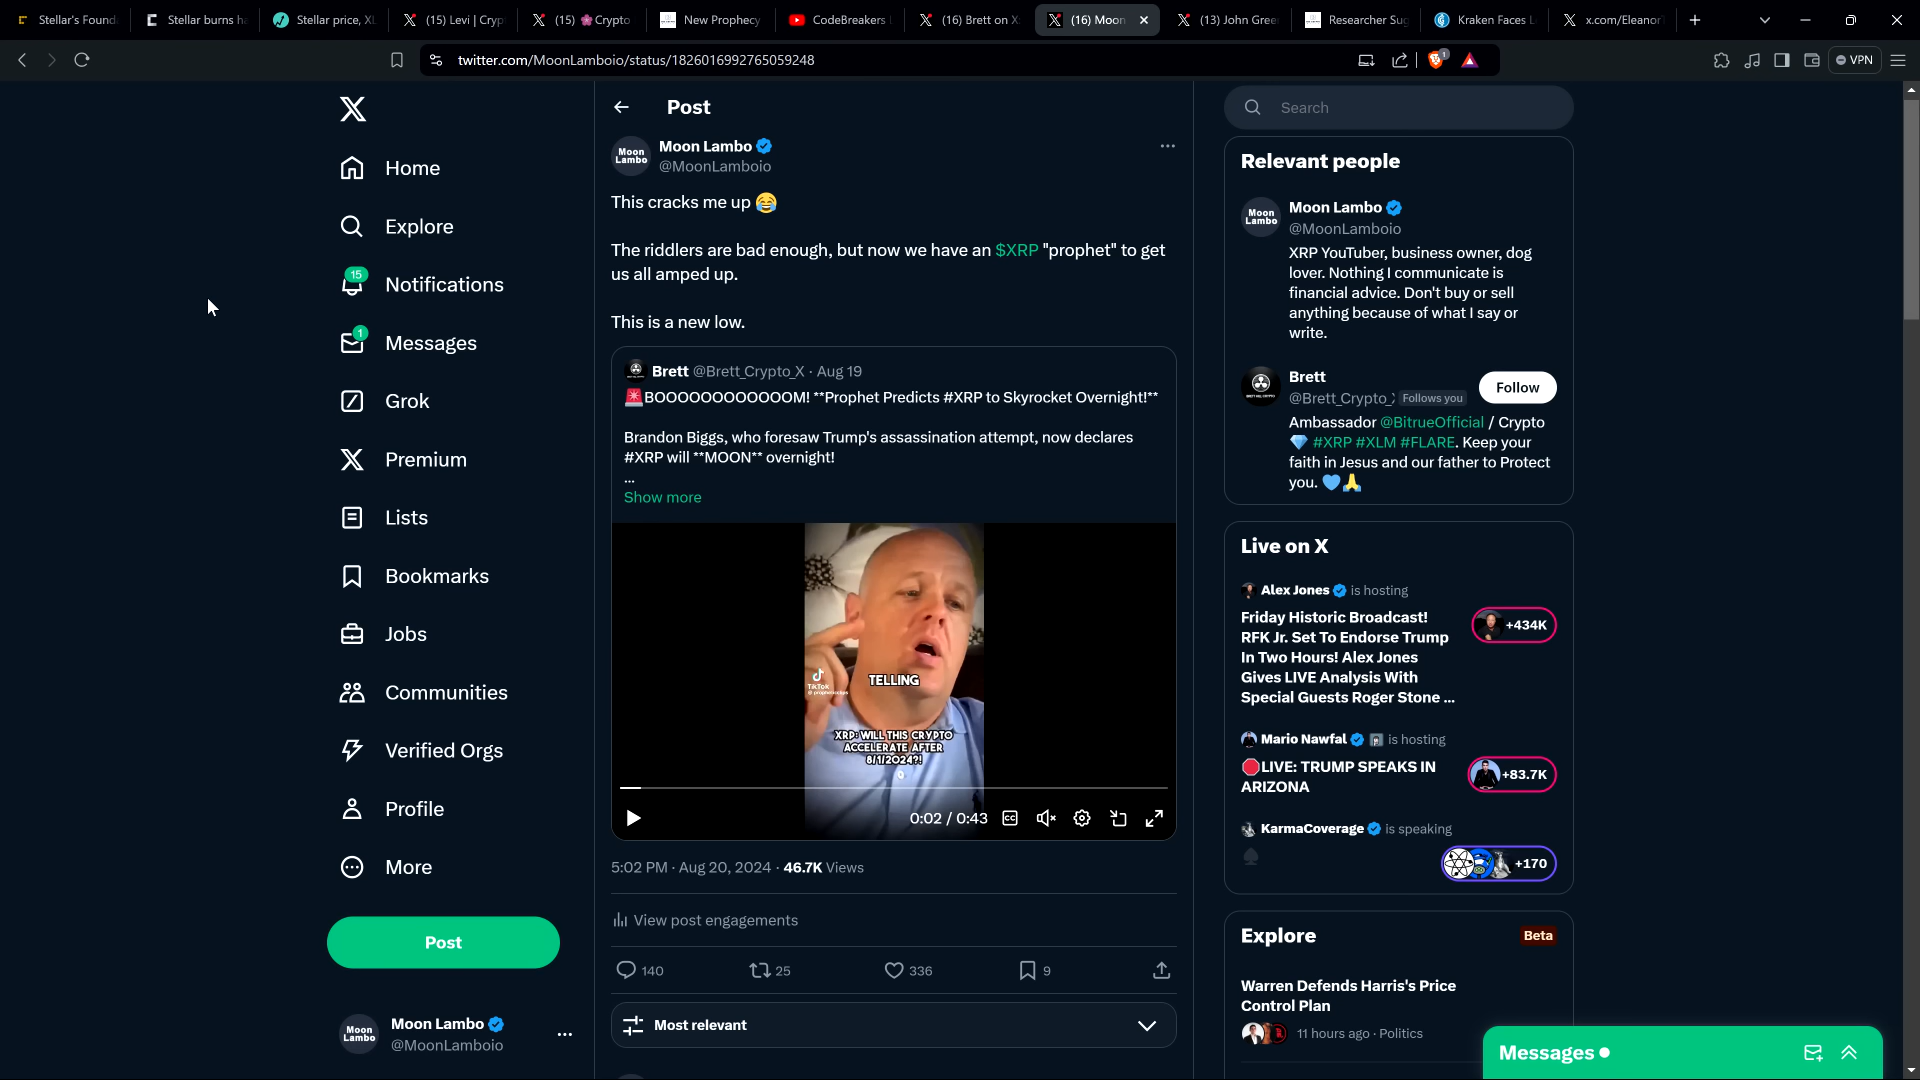 Stellar's Found
Stellar burns ha
Stellar price, XL
(15) Levi | Cryp
(15) 🌸Crypto
New Prophecy
CodeBreakers
(16) Brett on X
(16) Moon
(13) John Gree
Researcher Sug
Kraken Faces L
x.com/Eleanor
twitter.com/MoonLamboio/status/1826016992765059248
1
VPN
Home
Explore
15
Notifications
1
Messages
Grok
Premium
Lists
Bookmarks
Jobs
Communities
Verified Orgs
Profile
More
Post
Moon Lambo
Moon Lambo
@MoonLamboio
Post
Moon Lambo
Moon Lambo
@MoonLamboio
This cracks me up 😂
The riddlers are bad enough, but now we have an $XRP "prophet" to get
us all amped up.
This is a new low.
Brett @Brett_Crypto_X · Aug 19
🚨BOOOOOOOOOOOOM! **Prophet Predicts #XRP to Skyrocket Overnight!**
Brandon Biggs, who foresaw Trump's assassination attempt, now declares
#XRP will **MOON** overnight!
...
Show more
TELLING
TikTok
XRP: WILL THIS CRYPTO
ACCELERATE AFTER
8/1/2024?!
0:02 / 0:43
CC
5:02 PM · Aug 20, 2024 · 46.7K Views
View post engagements
140
25
336
9
Most relevant
Search
Relevant people
Moon Lambo
Moon Lambo
@MoonLamboio
XRP YouTuber, business owner, dog
lover. Nothing I communicate is
financial advice. Don't buy or sell
anything because of what I say or
write.
Brett
@Brett_Crypto_ Follows you
Follow
Ambassador @BitrueOfficial / Crypto
💎 #XRP #XLM #FLARE. Keep your
faith in Jesus and our father to Protect
you. 💙🙏
Live on X
Alex Jones is hosting
Friday Historic Broadcast!
RFK Jr. Set To Endorse Trump
In Two Hours! Alex Jones
Gives LIVE Analysis With
Special Guests Roger Stone ...
+434K
Mario Nawfal is hosting
🛑LIVE: TRUMP SPEAKS IN
ARIZONA
+83.7K
KarmaCoverage is speaking
♠
+170
Explore
Beta
Warren Defends Harris's Price
Control Plan
11 hours ago · Politics
Messages